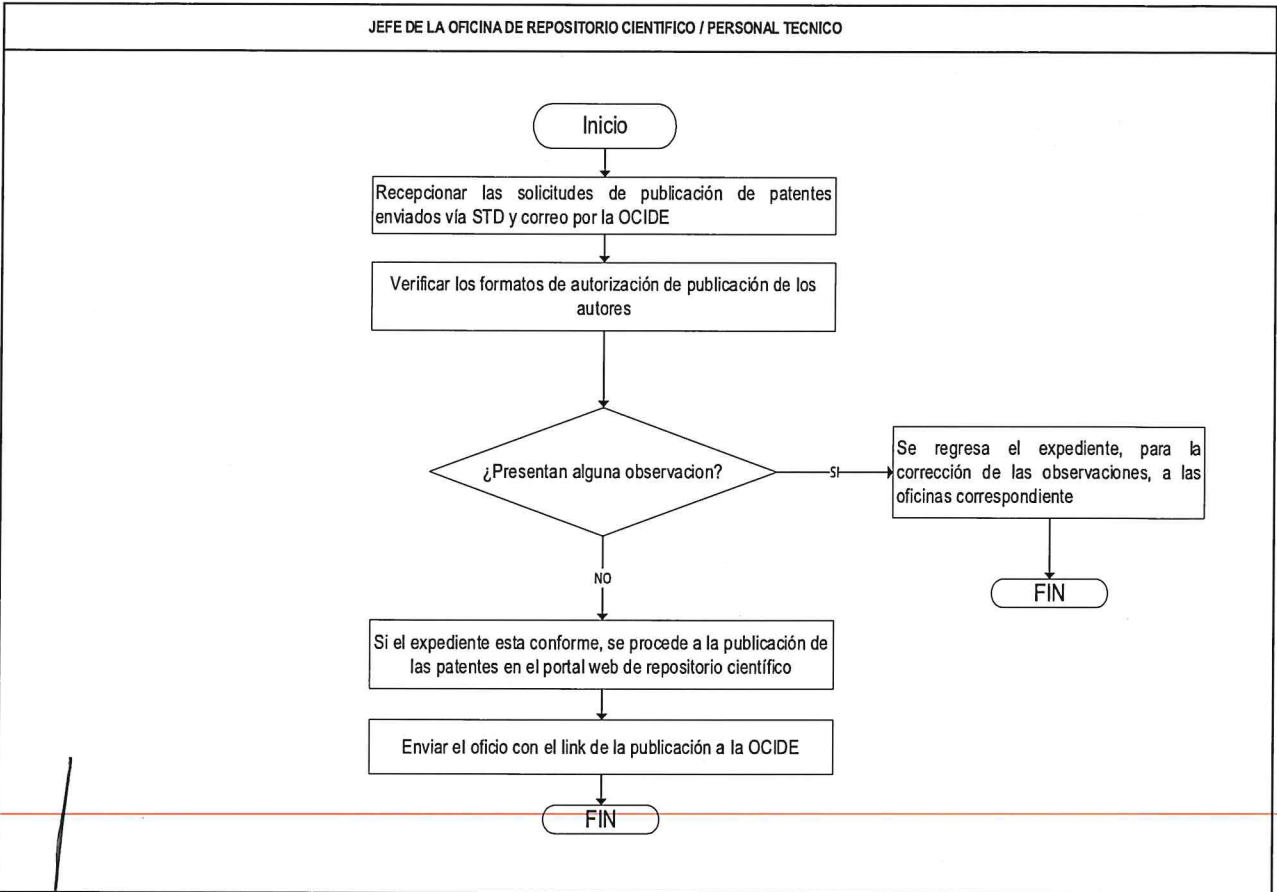 JEFE DE LA OFICINA DE REPOSITORIO CIENTIFICO / PERSONAL TECNICO
Inicio
Recepcionar las solicitudes de publicación de patentes
enviados vía STD y correo por la OCIDE
Verificar los formatos de autorización de publicación de los
autores
¿Presentan alguna observacion?
SI
Se regresa el expediente, para la
corrección de las observaciones, a las
oficinas correspondiente
FIN
NO
Si el expediente esta conforme, se procede a la publicación de
las patentes en el portal web de repositorio científico
Enviar el oficio con el link de la publicación a la OCIDE
FIN